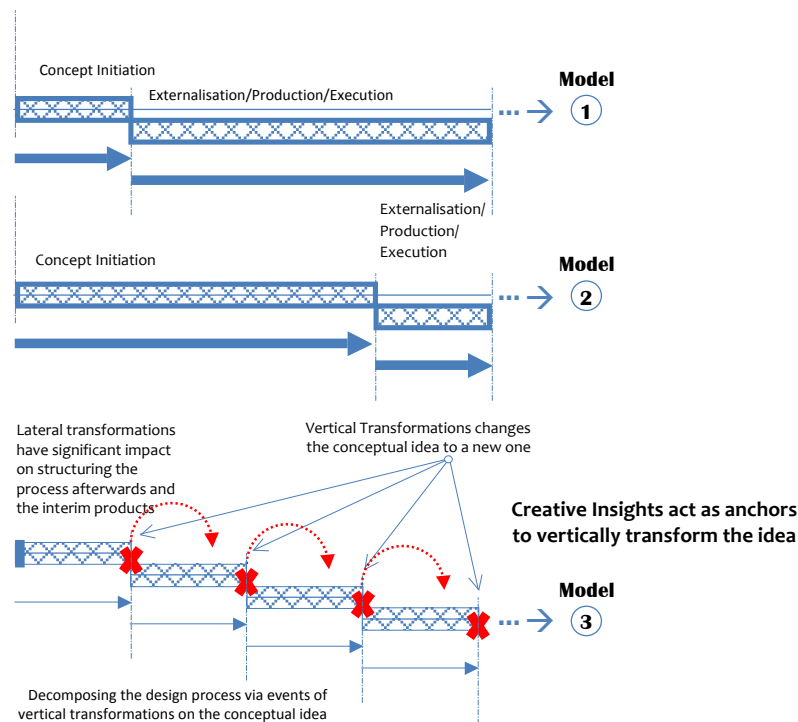 Concept Initiation
Externalisation/Production/Execution
Model
... 1
Externalisation/
Production/
Execution
Concept Initiation
Model
... 2
Lateral transformations
have significant impact
on structuring the
process afterwards and
the interim products
Vertical Transformations changes
the conceptual idea to a new one
Creative Insights act as anchors
to vertically transform the idea
Model
... 3
Decomposing the design process via events of
vertical transformations on the conceptual idea